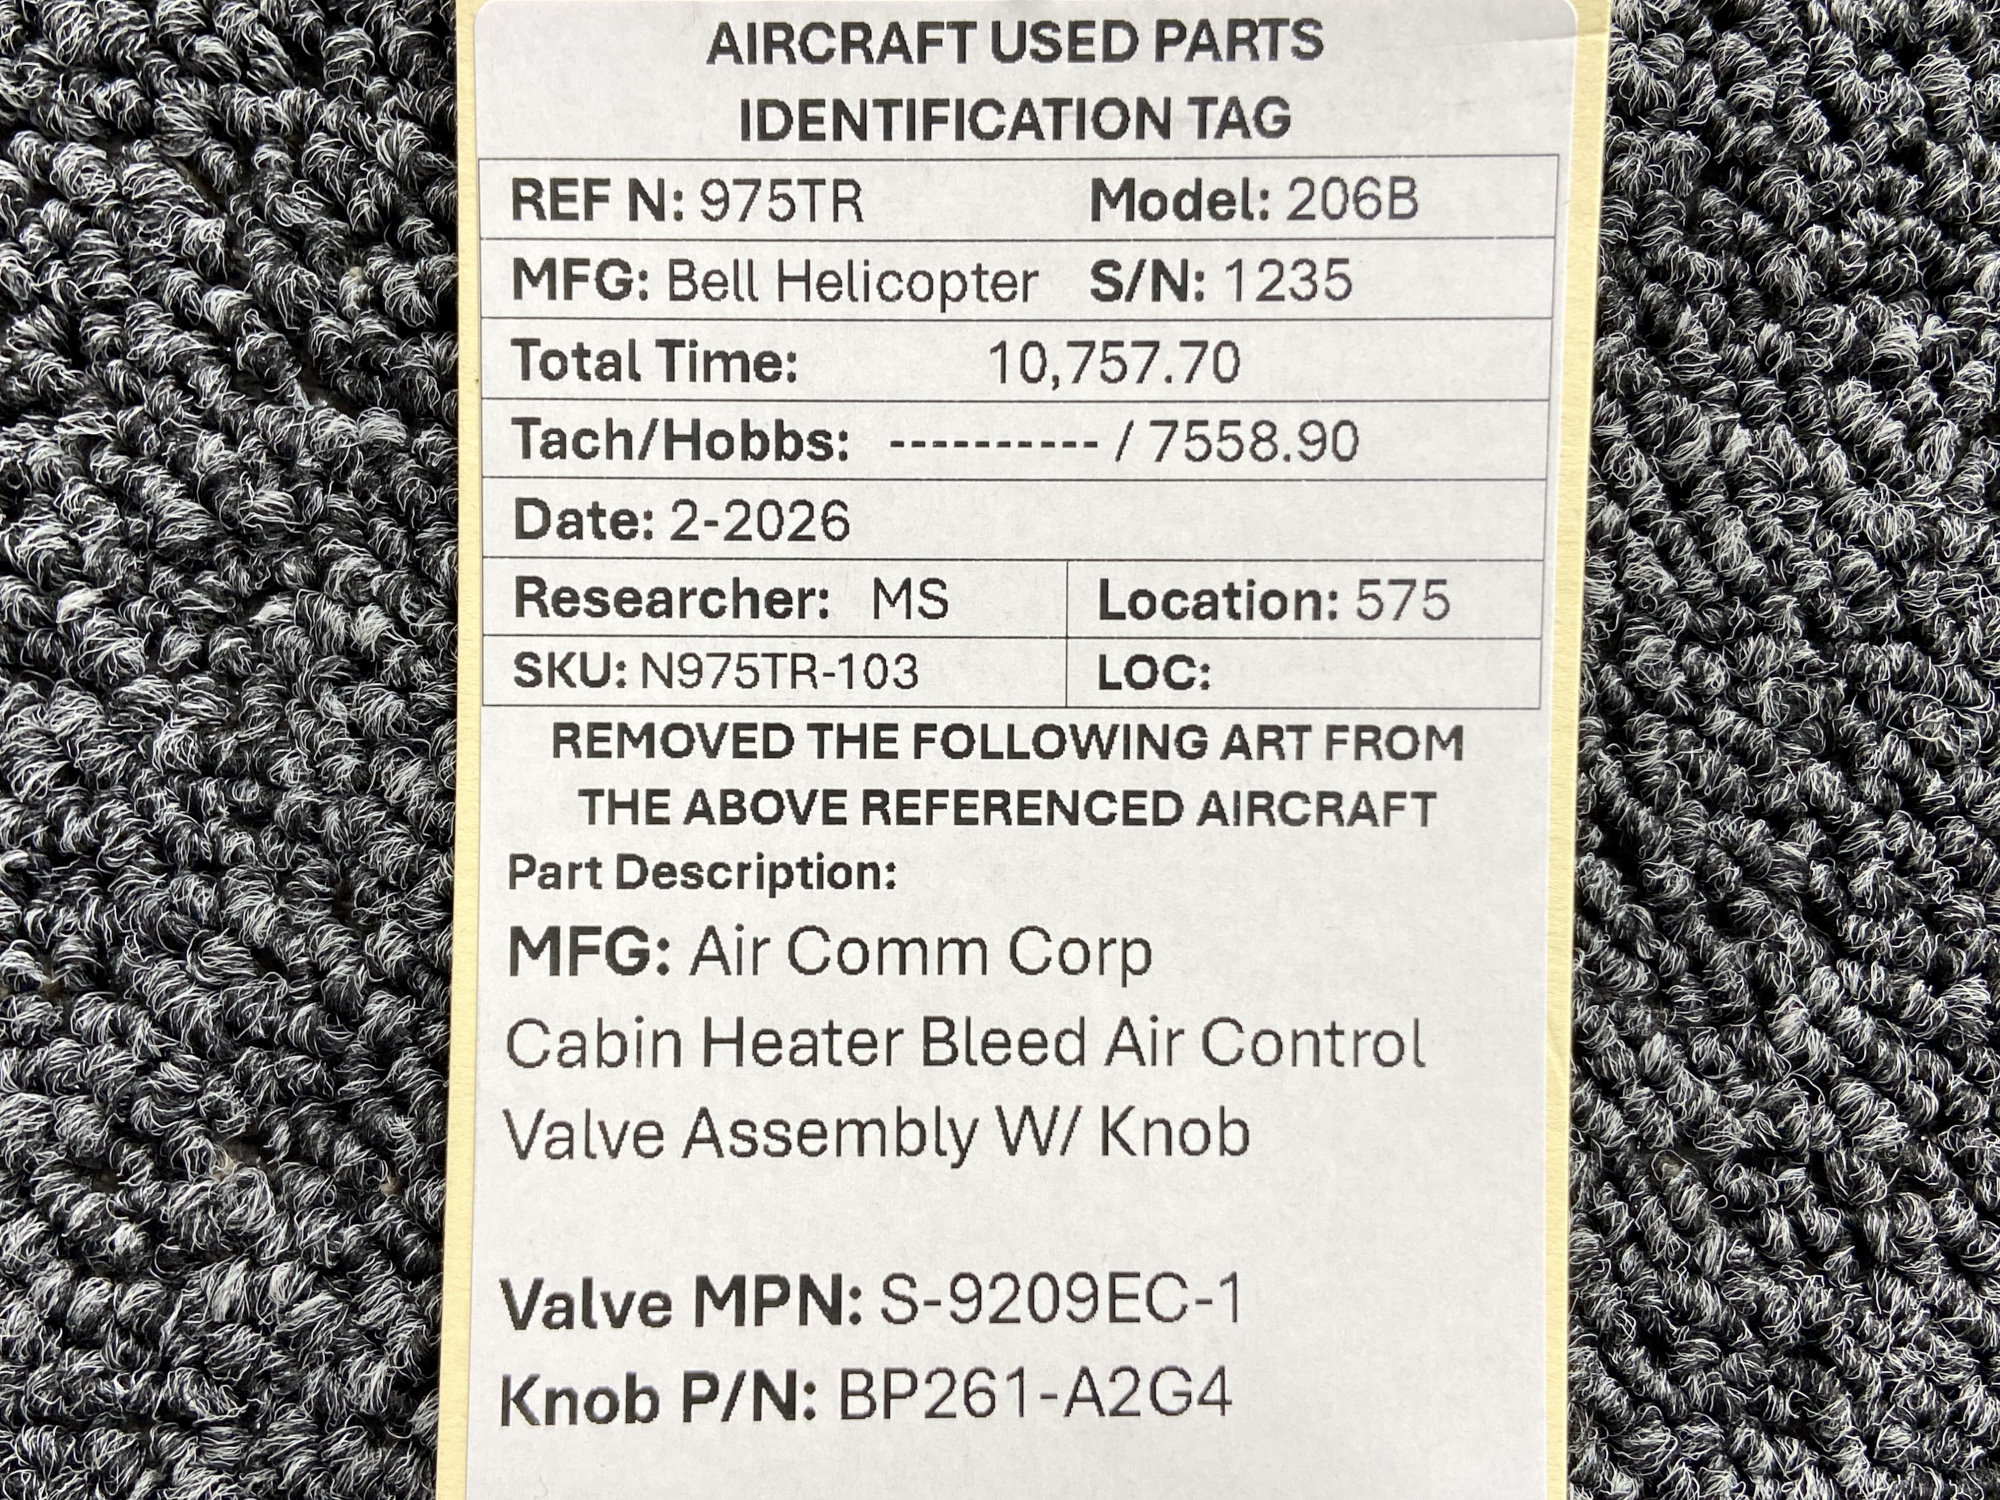 AIRCRAFT USED PARTS
IDENTIFICATION TAG
REF N: 975TR Model: 206B
MFG: Bell Helicopter S/N: 1235
Total Time: 10,757.70
Tach/Hobbs: ---------- / 7558.90
Date: 2-2026
Researcher: MS Location: 575
SKU: N975TR-103 LOC:
REMOVED THE FOLLOWING ART FROM
THE ABOVE REFERENCED AIRCRAFT
Part Description:
MFG: Air Comm Corp
Cabin Heater Bleed Air Control
Valve Assembly W/ Knob
Valve MPN: S-9209EC-1
Knob P/N: BP261-A2G4